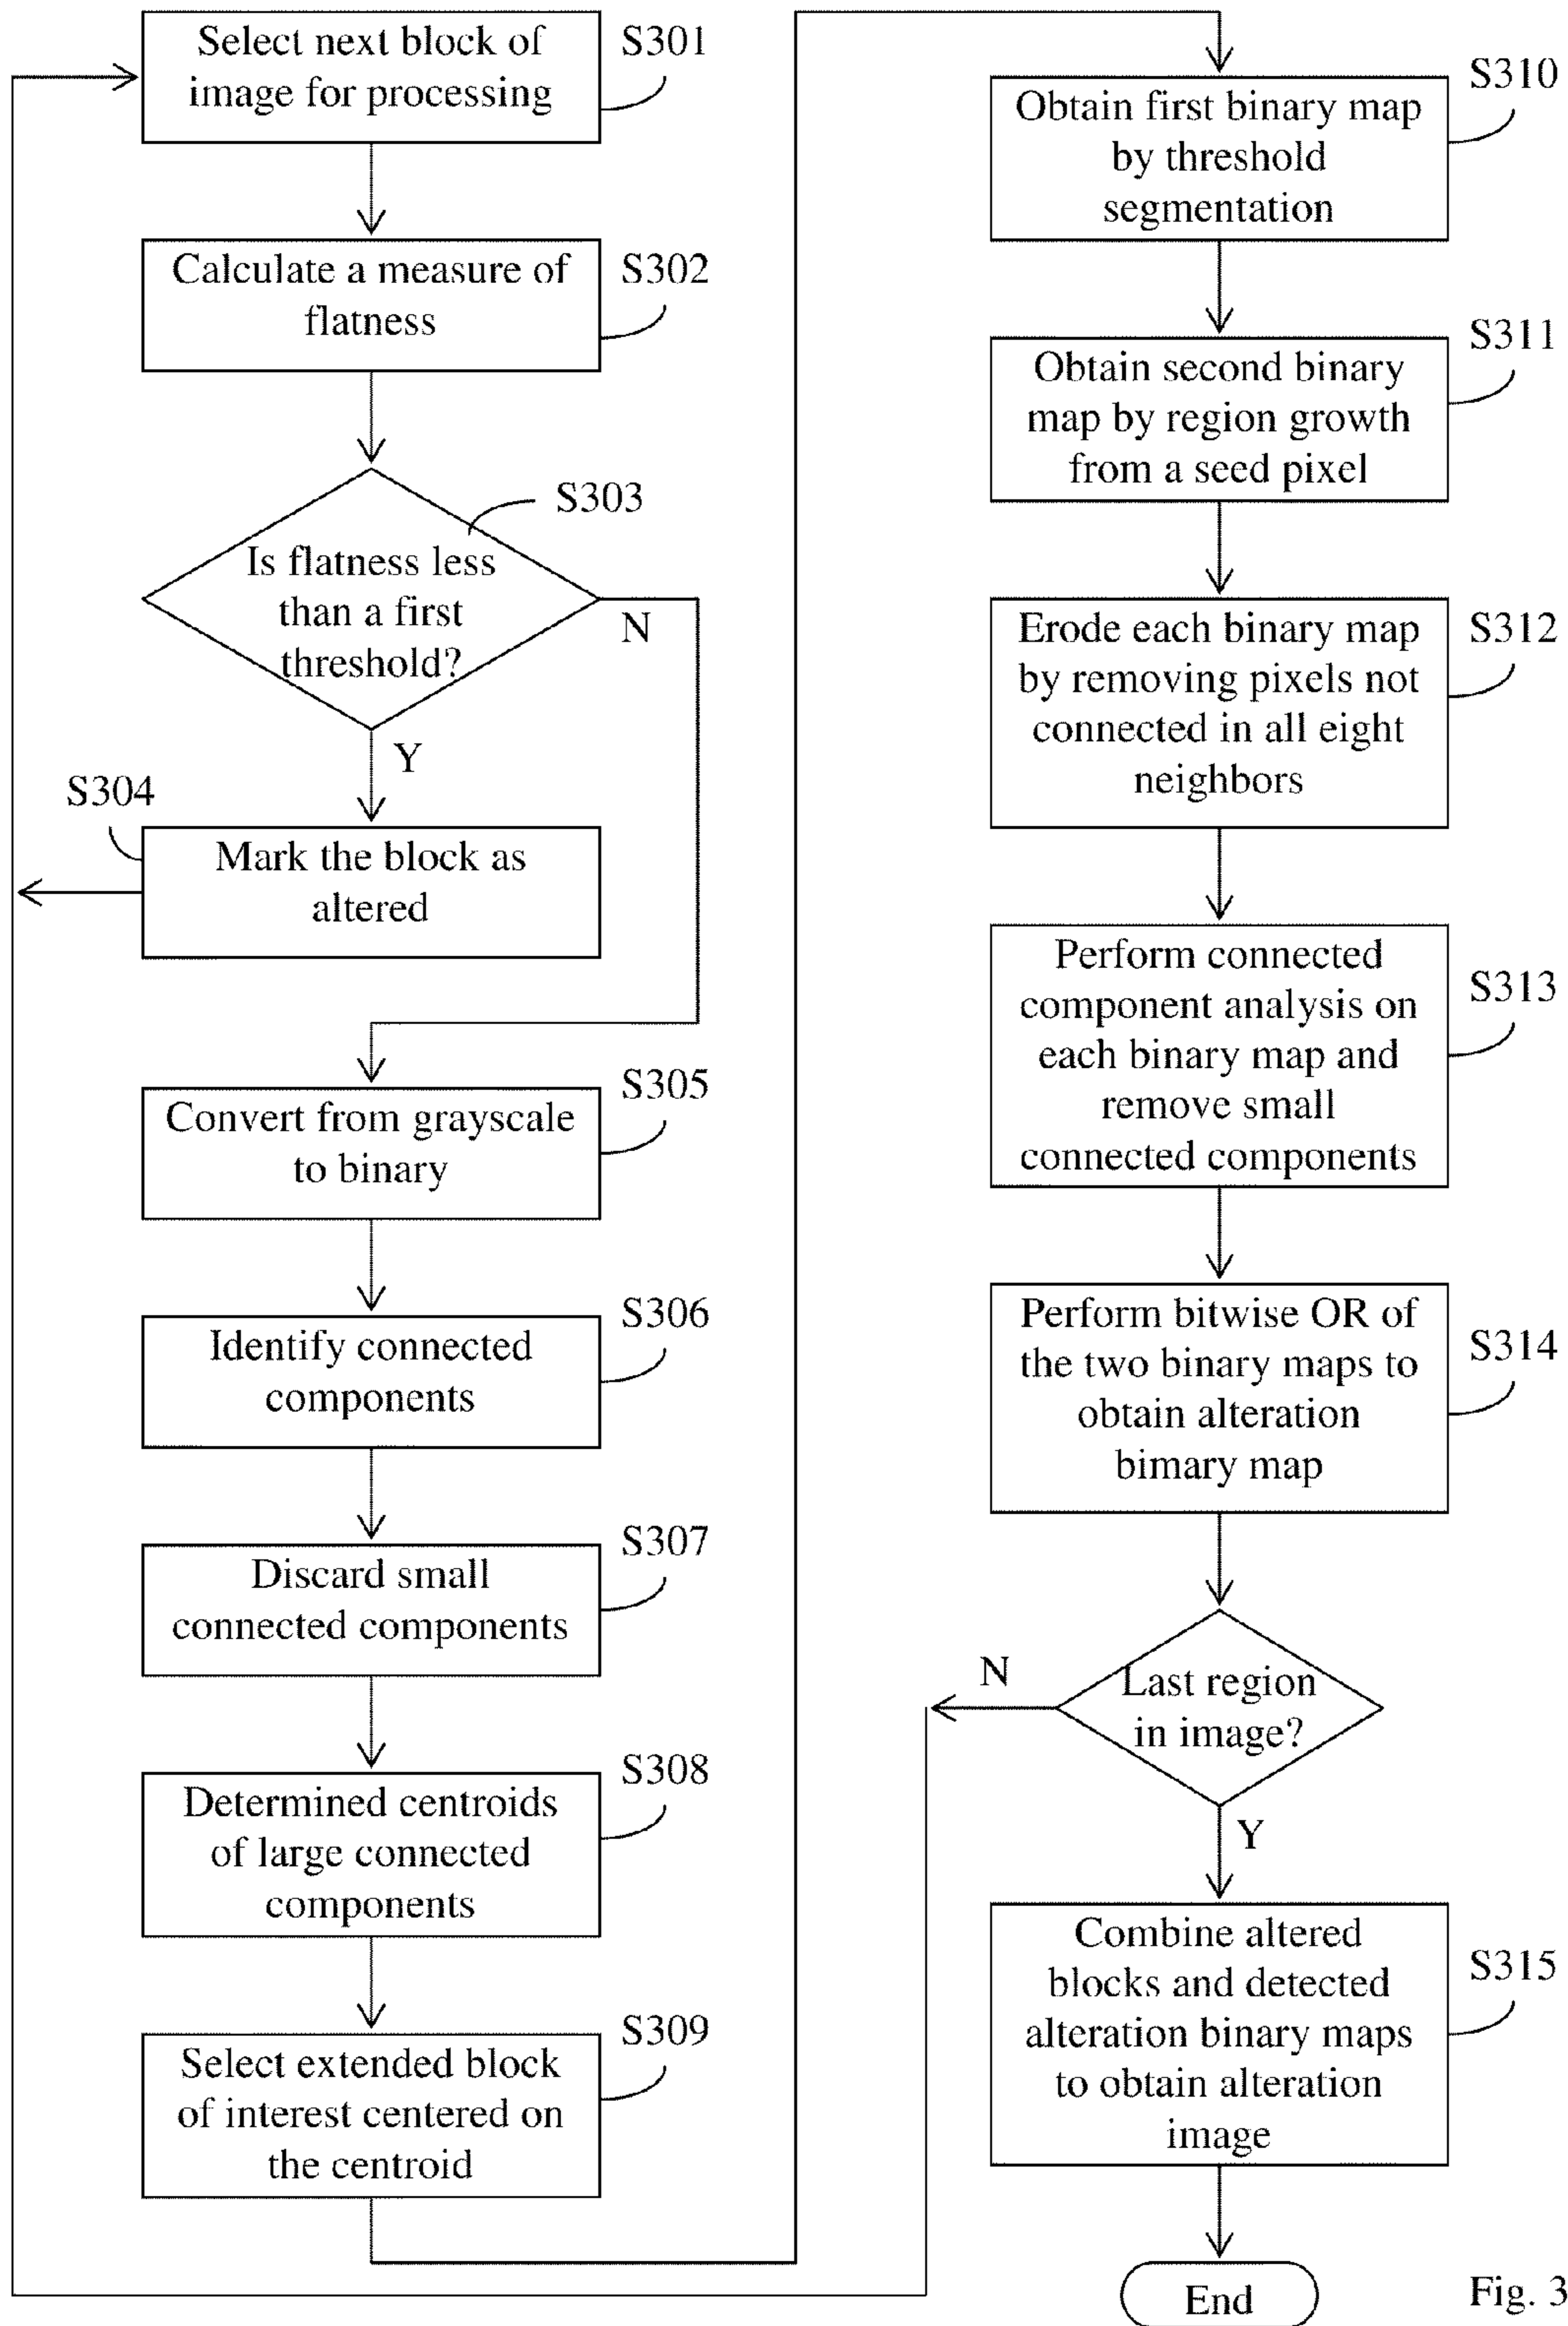 Select next block of
image for processing
S301
Calculate a measure of
flatness
S302
S303
Is flatness less
than a first
threshold?
N
Y
S304
Mark the block as
altered
S305
Convert from grayscale
to binary
S306
Identify connected
components
S307
Discard small
connected components
S308
Determined centroids
of large connected
components
S309
Select extended block
of interest centered on
the centroid
S310
Obtain first binary map
by threshold
segmentation
S311
Obtain second binary
map by region growth
from a seed pixel
Erode each binary map
by removing pixels not
connected in all eight
neighbors
S312
Perform connected
component analysis on
each binary map and
remove small
connected components
S313
Perform bitwise OR of
the two binary maps to
obtain alteration
bimary map
S314
Last region
in image?
N
Y
Combine altered
blocks and detected
alteration binary maps
to obtain alteration
image
S315
End
Fig. 3